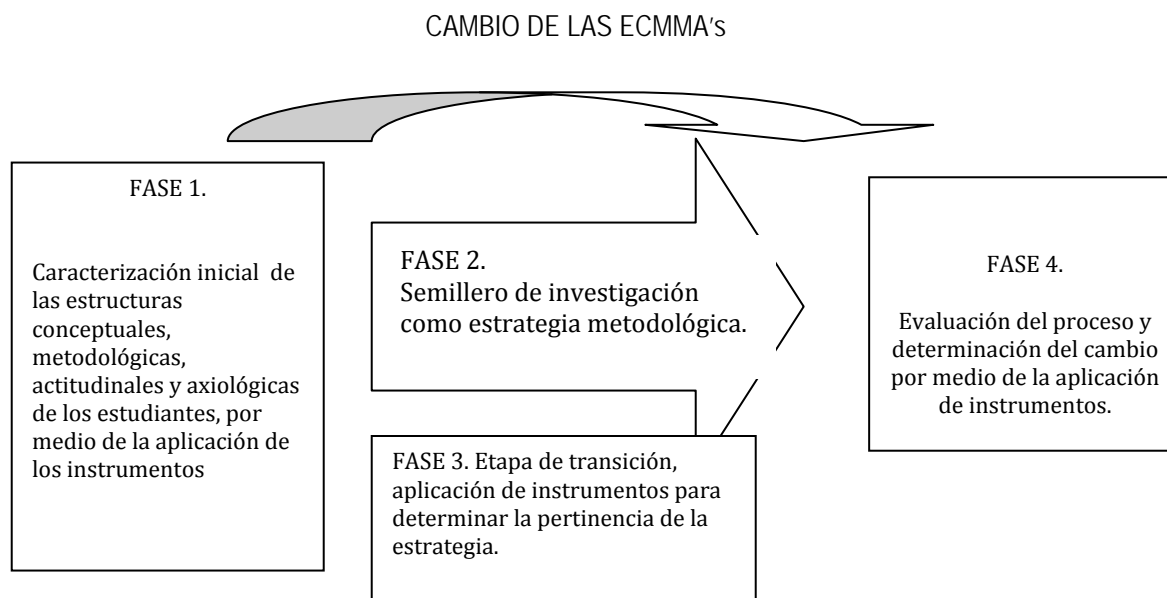 CAMBIO DE LAS ECMMA's
FASE 1.
Caracterización inicial de
las estructuras
conceptuales,
metodológicas,
actitudinales y axiológicas
de los estudiantes, por
medio de la aplicación de
los instrumentos
FASE 2.
Semillero de investigación
como estrategia metodológica.
FASE 3. Etapa de transición,
aplicación de instrumentos para
determinar la pertinencia de la
estrategia.
FASE 4.
Evaluación del proceso y
determinación del cambio
por medio de la aplicación
de instrumentos.